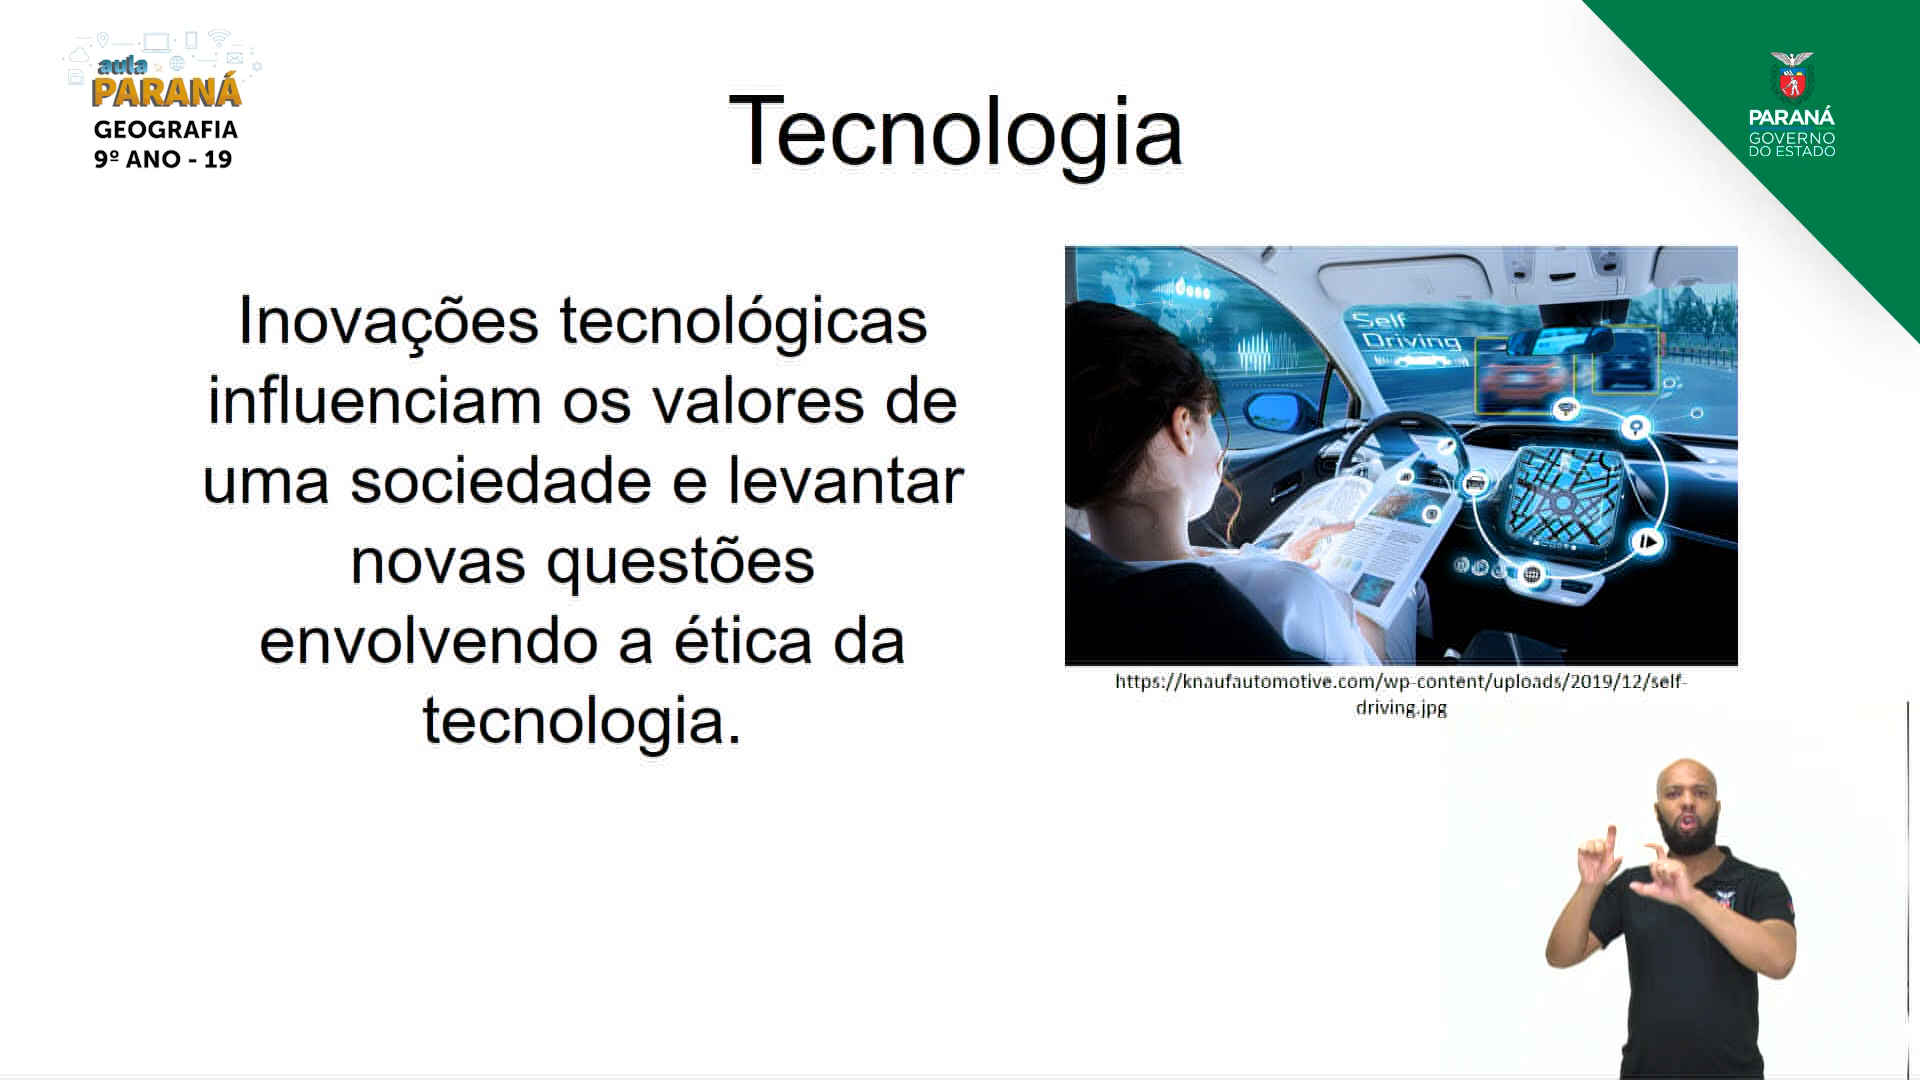 aula
PARANÁ
GEOGRAFIA
9º ANO - 19
PARANÁ
GOVERNO
DO ESTADO
Tecnologia
Inovações tecnológicas
influenciam os valores de
uma sociedade e levantar
novas questões
envolvendo a ética da
tecnologia.
Self
Driving
https://knaufautomotive.com/wp-content/uploads/2019/12/self-
driving.jpg